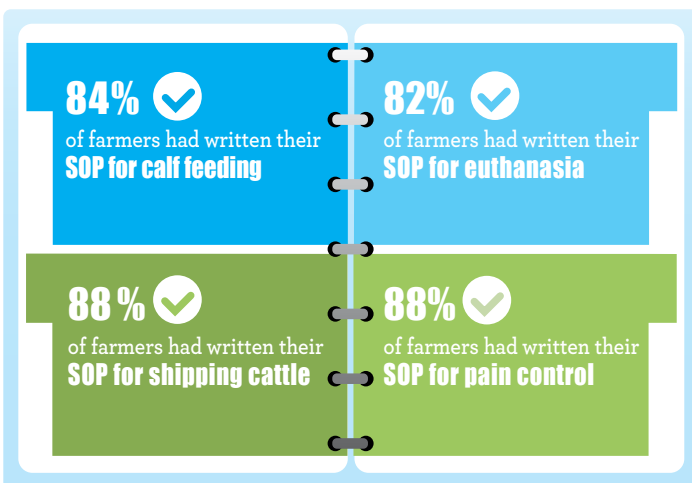 84%
of farmers had written their
SOP for calf feeding
82%
of farmers had written their
SOP for euthanasia
88%
of farmers had written their
SOP for shipping cattle
88%
of farmers had written their
SOP for pain control